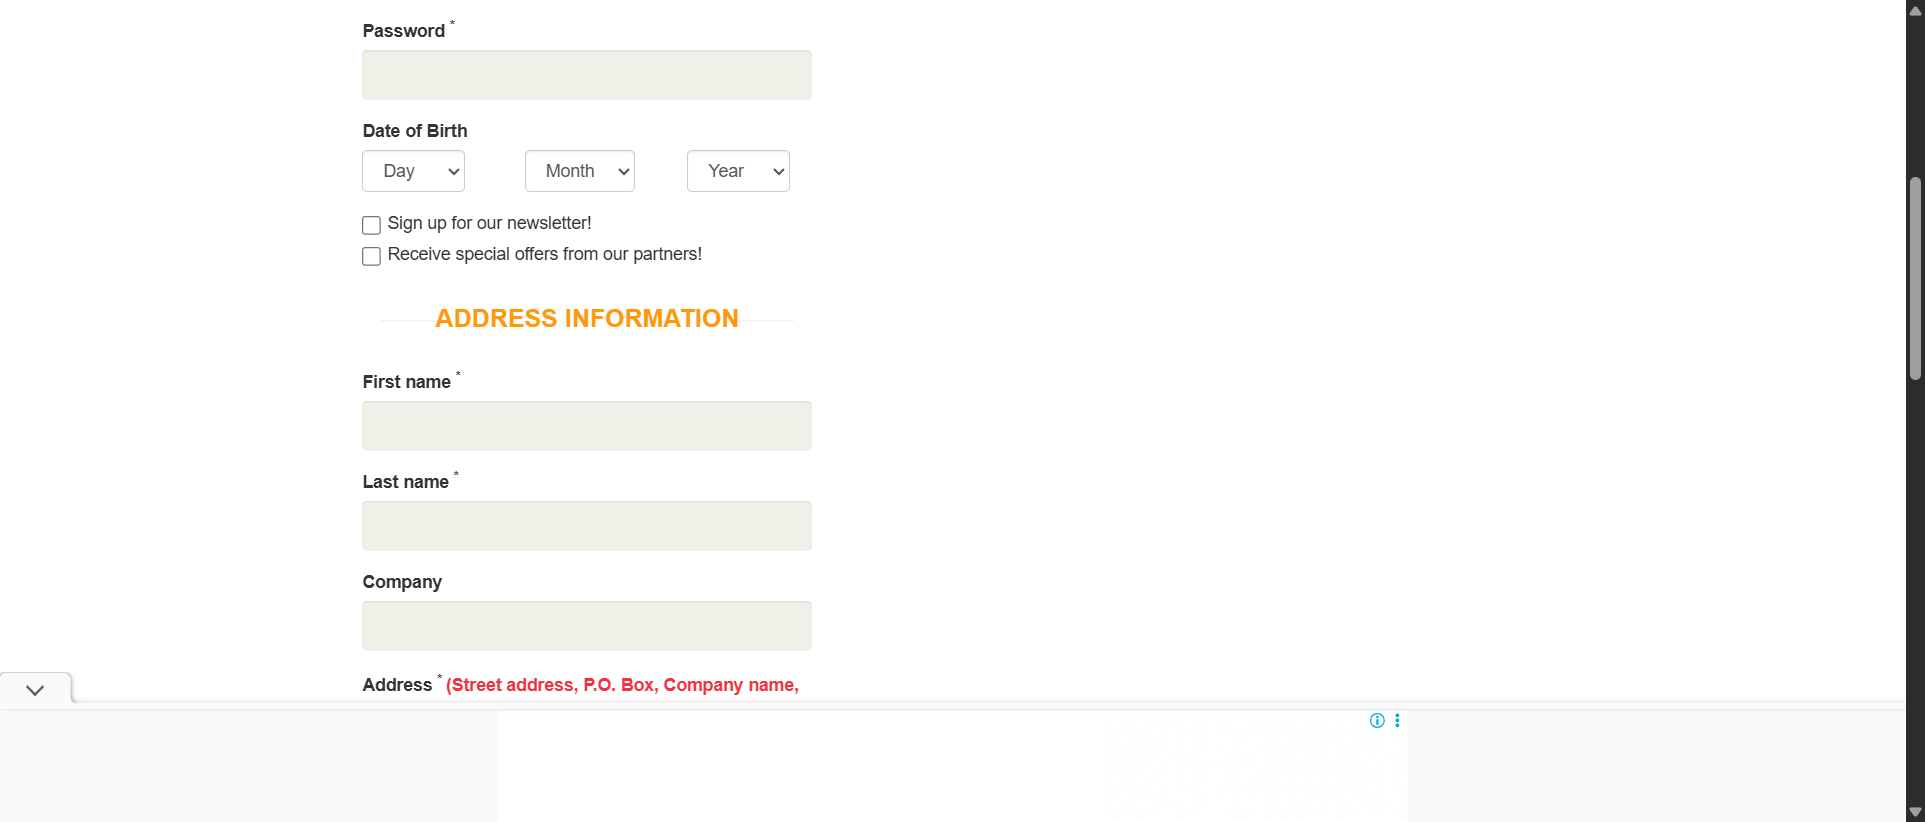 Password *
Date of Birth
Day Month Year
Sign up for our newsletter!
Receive special offers from our partners!
ADDRESS INFORMATION
First name *
Last name *
Company
Address * (Street address, P.O. Box, Company name,